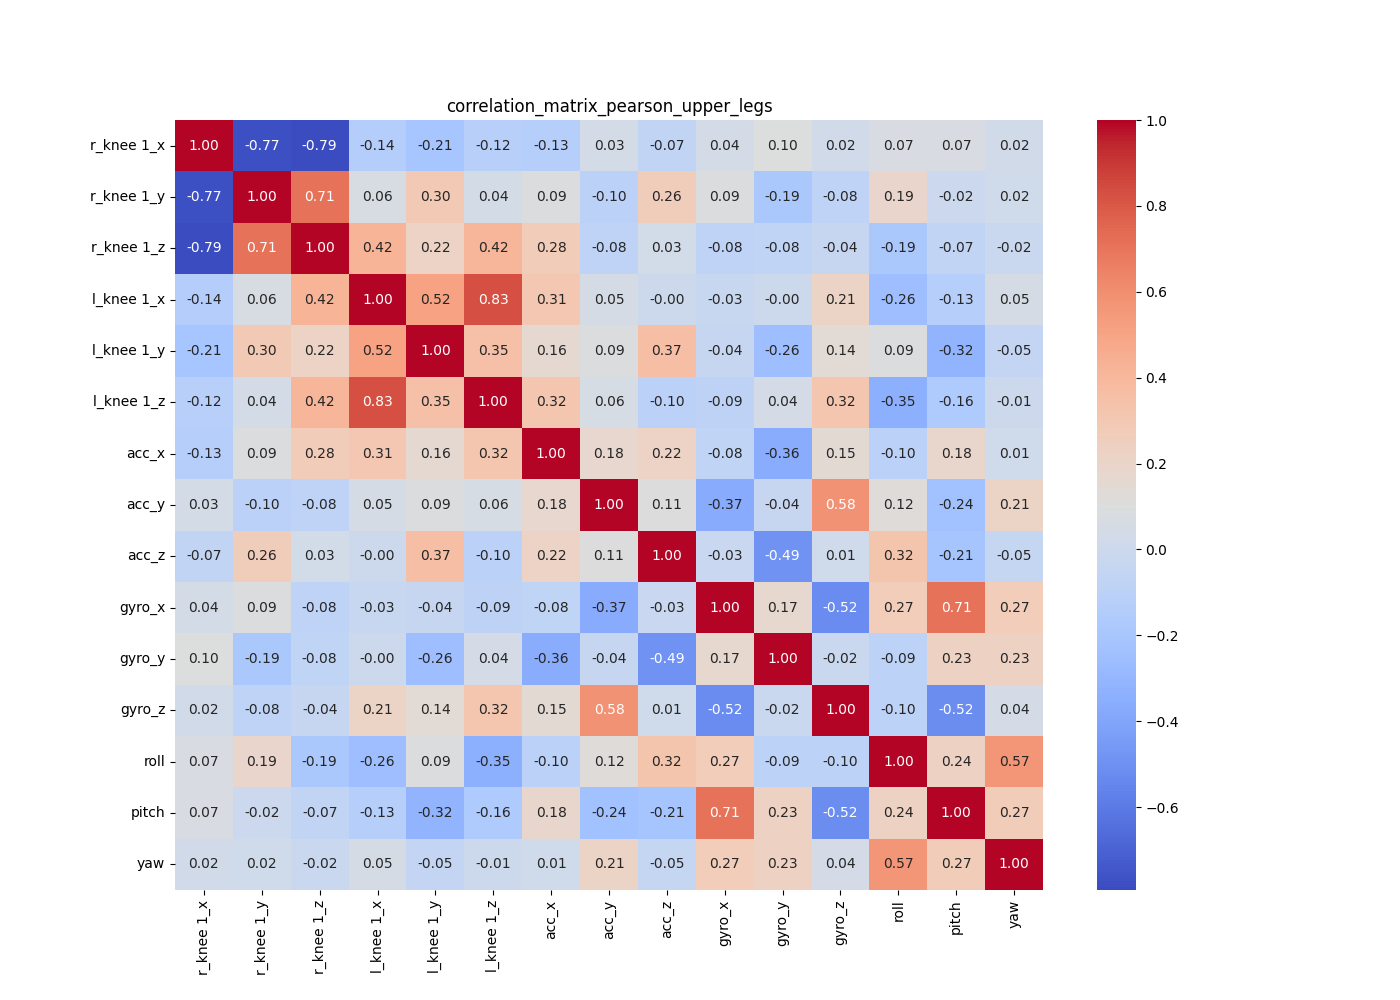 correlation_matrix_pearson_upper_legs
r_knee 1_x 1.00 -0.77 -0.79 -0.14 -0.21 -0.12 -0.13 0.03 -0.07 0.04 0.10 0.02 0.07 0.07 0.02
r_knee 1_y -0.77 1.00 0.71 0.06 0.30 0.04 0.09 -0.10 0.26 0.09 -0.19 -0.08 0.19 -0.02 0.02
r_knee 1_z -0.79 0.71 1.00 0.42 0.22 0.42 0.28 -0.08 0.03 -0.08 -0.08 -0.04 -0.19 -0.07 -0.02
l_knee 1_x -0.14 0.06 0.42 1.00 0.52 0.83 0.31 0.05 -0.00 -0.03 -0.00 0.21 -0.26 -0.13 0.05
l_knee 1_y -0.21 0.30 0.22 0.52 1.00 0.35 0.16 0.09 0.37 -0.04 -0.26 0.14 0.09 -0.32 -0.05
l_knee 1_z -0.12 0.04 0.42 0.83 0.35 1.00 0.32 0.06 -0.10 -0.09 0.04 0.32 -0.35 -0.16 -0.01
acc_x -0.13 0.09 0.28 0.31 0.16 0.32 1.00 0.18 0.22 -0.08 -0.36 0.15 -0.10 0.18 0.01
acc_y 0.03 -0.10 -0.08 0.05 0.09 0.06 0.18 1.00 0.11 -0.37 -0.04 0.58 0.12 -0.24 0.21
acc_z -0.07 0.26 0.03 -0.00 0.37 -0.10 0.22 0.11 1.00 -0.03 -0.49 0.01 0.32 -0.21 -0.05
gyro_x 0.04 0.09 -0.08 -0.03 -0.04 -0.09 -0.08 -0.37 -0.03 1.00 0.17 -0.52 0.27 0.71 0.27
gyro_y 0.10 -0.19 -0.08 -0.00 -0.26 0.04 -0.36 -0.04 -0.49 0.17 1.00 -0.02 -0.09 0.23 0.23
gyro_z 0.02 -0.08 -0.04 0.21 0.14 0.32 0.15 0.58 0.01 -0.52 -0.02 1.00 -0.10 -0.52 0.04
roll 0.07 0.19 -0.19 -0.26 0.09 -0.35 -0.10 0.12 0.32 0.27 -0.09 -0.10 1.00 0.24 0.57
pitch 0.07 -0.02 -0.07 -0.13 -0.32 -0.16 0.18 -0.24 -0.21 0.71 0.23 -0.52 0.24 1.00 0.27
yaw 0.02 0.02 -0.02 0.05 -0.05 -0.01 0.01 0.21 -0.05 0.27 0.23 0.04 0.57 0.27 1.00
r_knee 1_x r_knee 1_y r_knee 1_z l_knee 1_x l_knee 1_y l_knee 1_z acc_x acc_y acc_z gyro_x gyro_y gyro_z roll pitch yaw
1.0
0.8
0.6
0.4
0.2
0.0
−0.2
−0.4
−0.6